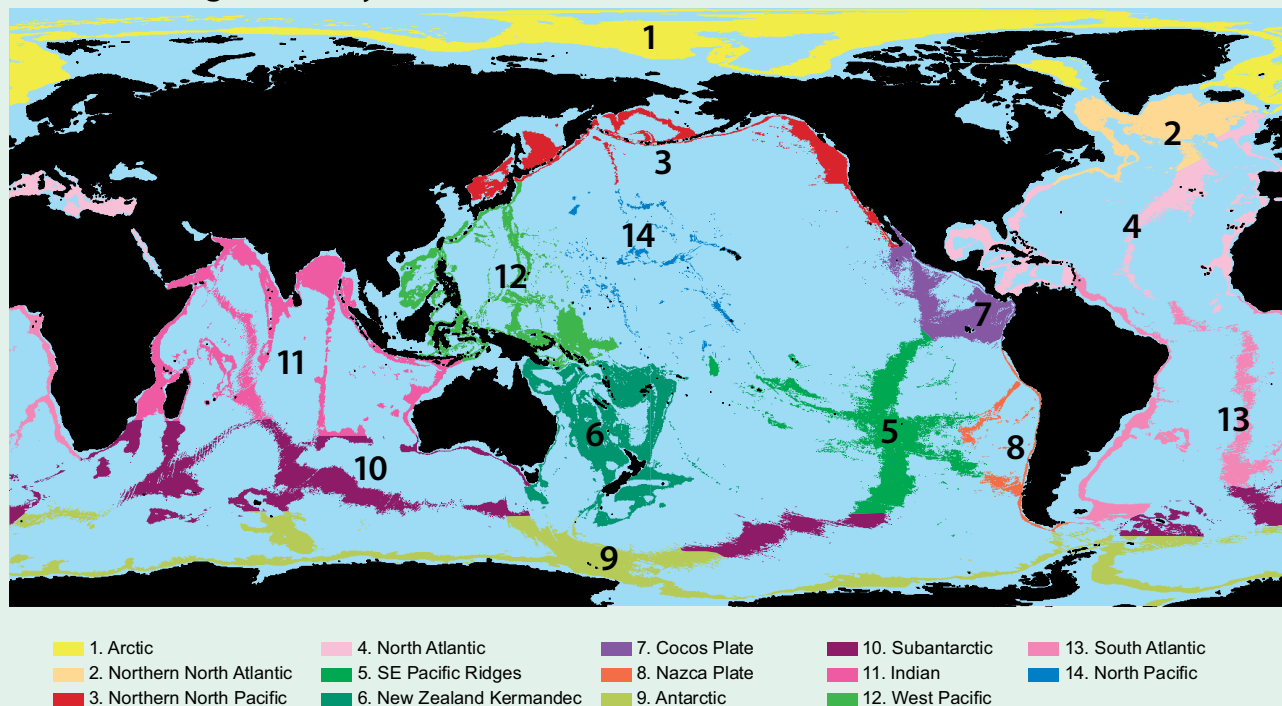 1
2
3
4
14
12
7
11
13
5
6
8
10
9
1. Arctic
2. Northern North Atlantic
3. Northern North Pacific
4. North Atlantic
5. SE Pacific Ridges
6. New Zealand Kermandec
7. Cocos Plate
8. Nazca Plate
9. Antarctic
10. Subantarctic
11. Indian
12. West Pacific
13. South Atlantic
14. North Pacific